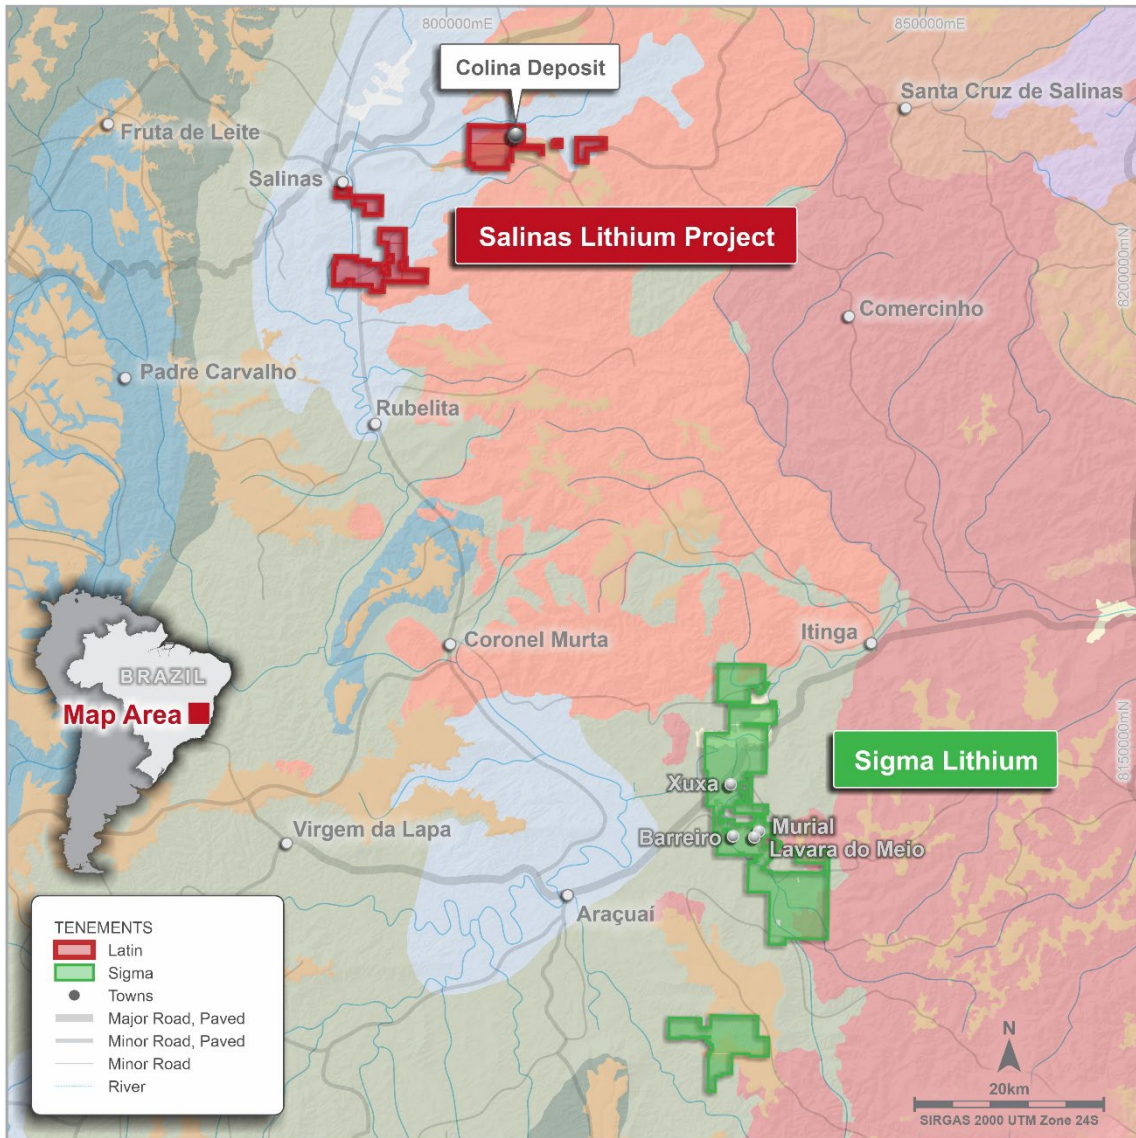 800000mE
850000mE
Colina Deposit
Santa Cruz de Salinas
Fruta de Leite
Salinas
Salinas Lithium Project
8200000mN
Comercinho
Padre Carvalho
Rubelita
Coronel Murta
Itinga
BRAZIL
Map Area
8150000mN
Sigma Lithium
Xuxa
Virgem da Lapa
Murial
Barreiro
Lavara do Meio
Araçuaí
TENEMENTS
Latin
Sigma
Towns
Major Road, Paved
Minor Road, Paved
Minor Road
River
N
20km
SIRGAS 2000 UTM Zone 24S